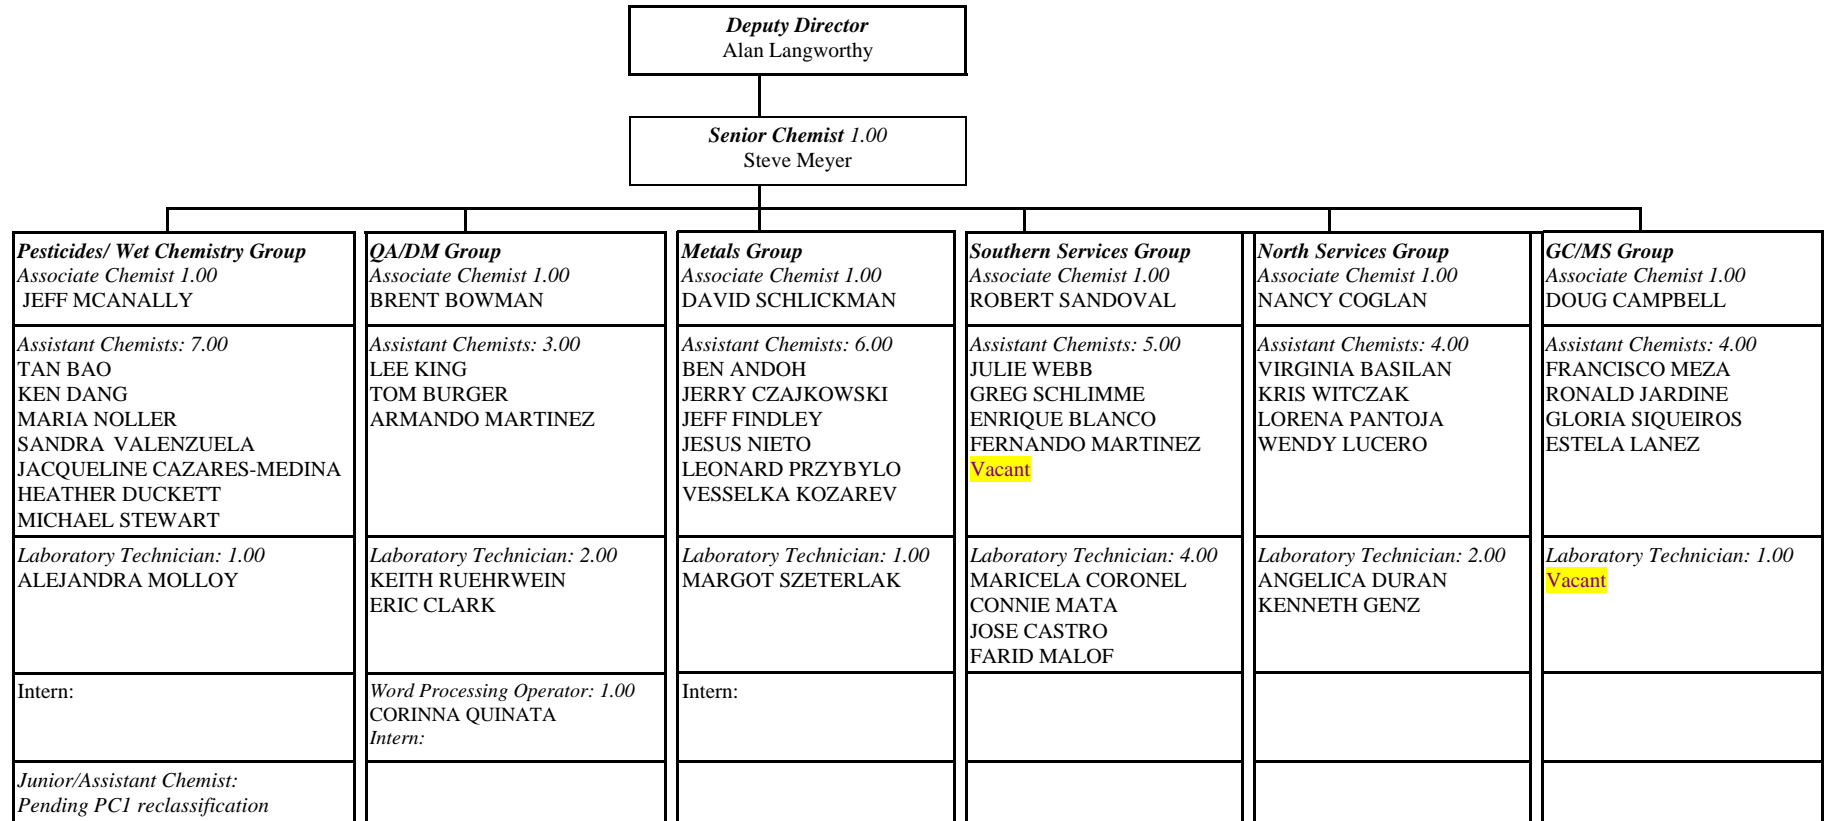 Deputy Director
Alan Langworthy
Senior Chemist 1.00
Steve Meyer
Pesticides/ Wet Chemistry Group
Associate Chemist 1.00
JEFF MCANALLY
Assistant Chemists: 7.00
TAN BAO
KEN DANG
MARIA NOLLER
SANDRA VALENZUELA
JACQUELINE CAZARES-MEDINA
HEATHER DUCKETT
MICHAEL STEWART
Laboratory Technician: 1.00
ALEJANDRA MOLLOY
Intern:
Junior/Assistant Chemist:
Pending PC1 reclassification
QA/DM Group
Associate Chemist 1.00
BRENT BOWMAN
Assistant Chemists: 3.00
LEE KING
TOM BURGER
ARMANDO MARTINEZ
Laboratory Technician: 2.00
KEITH RUEHRWEIN
ERIC CLARK
Word Processing Operator: 1.00
CORINNA QUINATA
Intern:
Metals Group
Associate Chemist 1.00
DAVID SCHLICKMAN
Assistant Chemists: 6.00
BEN ANDOH
JERRY CZAJKOWSKI
JEFF FINDLEY
JESUS NIETO
LEONARD PRZYBYLO
VESSELKA KOZAREV
Laboratory Technician: 1.00
MARGOT SZETERLAK
Intern:
Southern Services Group
Associate Chemist 1.00
ROBERT SANDOVAL
Assistant Chemists: 5.00
JULIE WEBB
GREG SCHLIMME
ENRIQUE BLANCO
FERNANDO MARTINEZ
Vacant
Laboratory Technician: 4.00
MARICELA CORONEL
CONNIE MATA
JOSE CASTRO
FARID MALOF
North Services Group
Associate Chemist 1.00
NANCY COGLAN
Assistant Chemists: 4.00
VIRGINIA BASILAN
KRIS WITCZAK
LORENA PANTOJA
WENDY LUCERO
Laboratory Technician: 2.00
ANGELICA DURAN
KENNETH GENZ
GC/MS Group
Associate Chemist 1.00
DOUG CAMPBELL
Assistant Chemists: 4.00
FRANCISCO MEZA
RONALD JARDINE
GLORIA SIQUEIROS
ESTELA LANEZ
Laboratory Technician: 1.00
Vacant